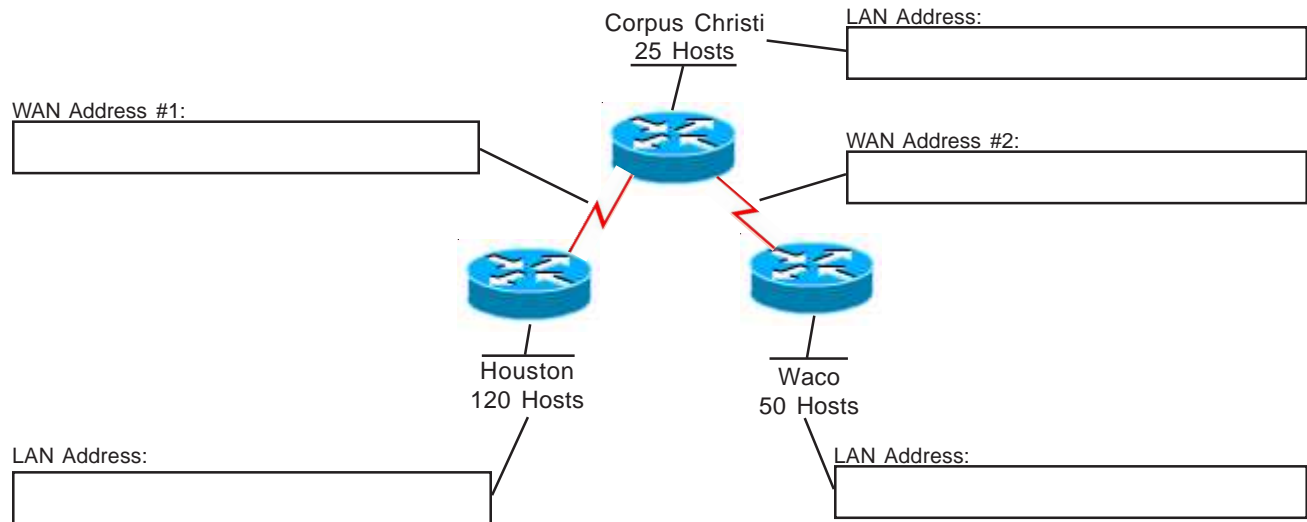 Corpus Christi
25 Hosts
LAN Address:
WAN Address #1:
WAN Address #2:
Houston
120 Hosts
Waco
50 Hosts
LAN Address:
LAN Address: